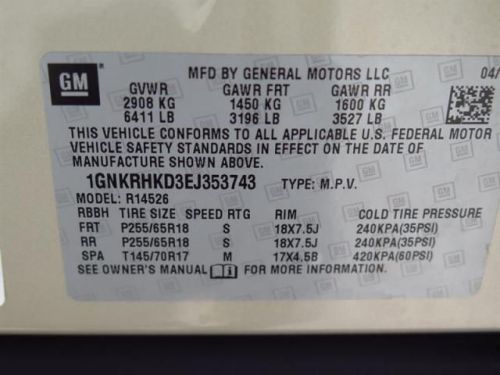 GM
MFD BY GENERAL MOTORS LLC 04/
GVWR GAWR FRT GAWR RR
2908 KG 1450 KG 1600 KG
6411 LB 3196 LB 3527 LB
THIS VEHICLE CONFORMS TO ALL APPLICABLE U.S. FEDERAL MOTOR
VEHICLE SAFETY STANDARDS IN EFFECT ON THE DATE OF
MANUFACTURE SHOWN ABOVE.
1GNKRHKD3EJ353743 TYPE: M.P.V.
MODEL: R14526
RBBH TIRE SIZE SPEED RTG RIM COLD TIRE PRESSURE
FRT P255/65R18 S 18X7.5J 240KPA(35PSI)
RR P255/65R18 S 18X7.5J 240KPA(35PSI)
SPA T145/70R17 M 17X4.5B 420KPA(60PSI)
SEE OWNER'S MANUAL FOR MORE INFORMATION.